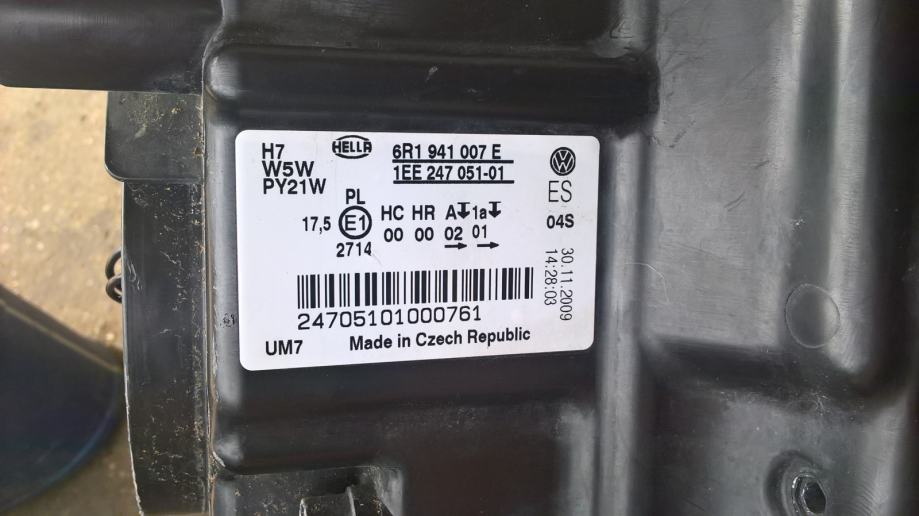 H7
W5W
PY21W
HELLA
6R1 941 007 E
1EE 247 051-01
ES
04S
PL
17,5 E1 HC HR A 1a
2714 00 00 02 01
30.11.2009
14:28:03
24705101000761
UM7 Made in Czech Republic